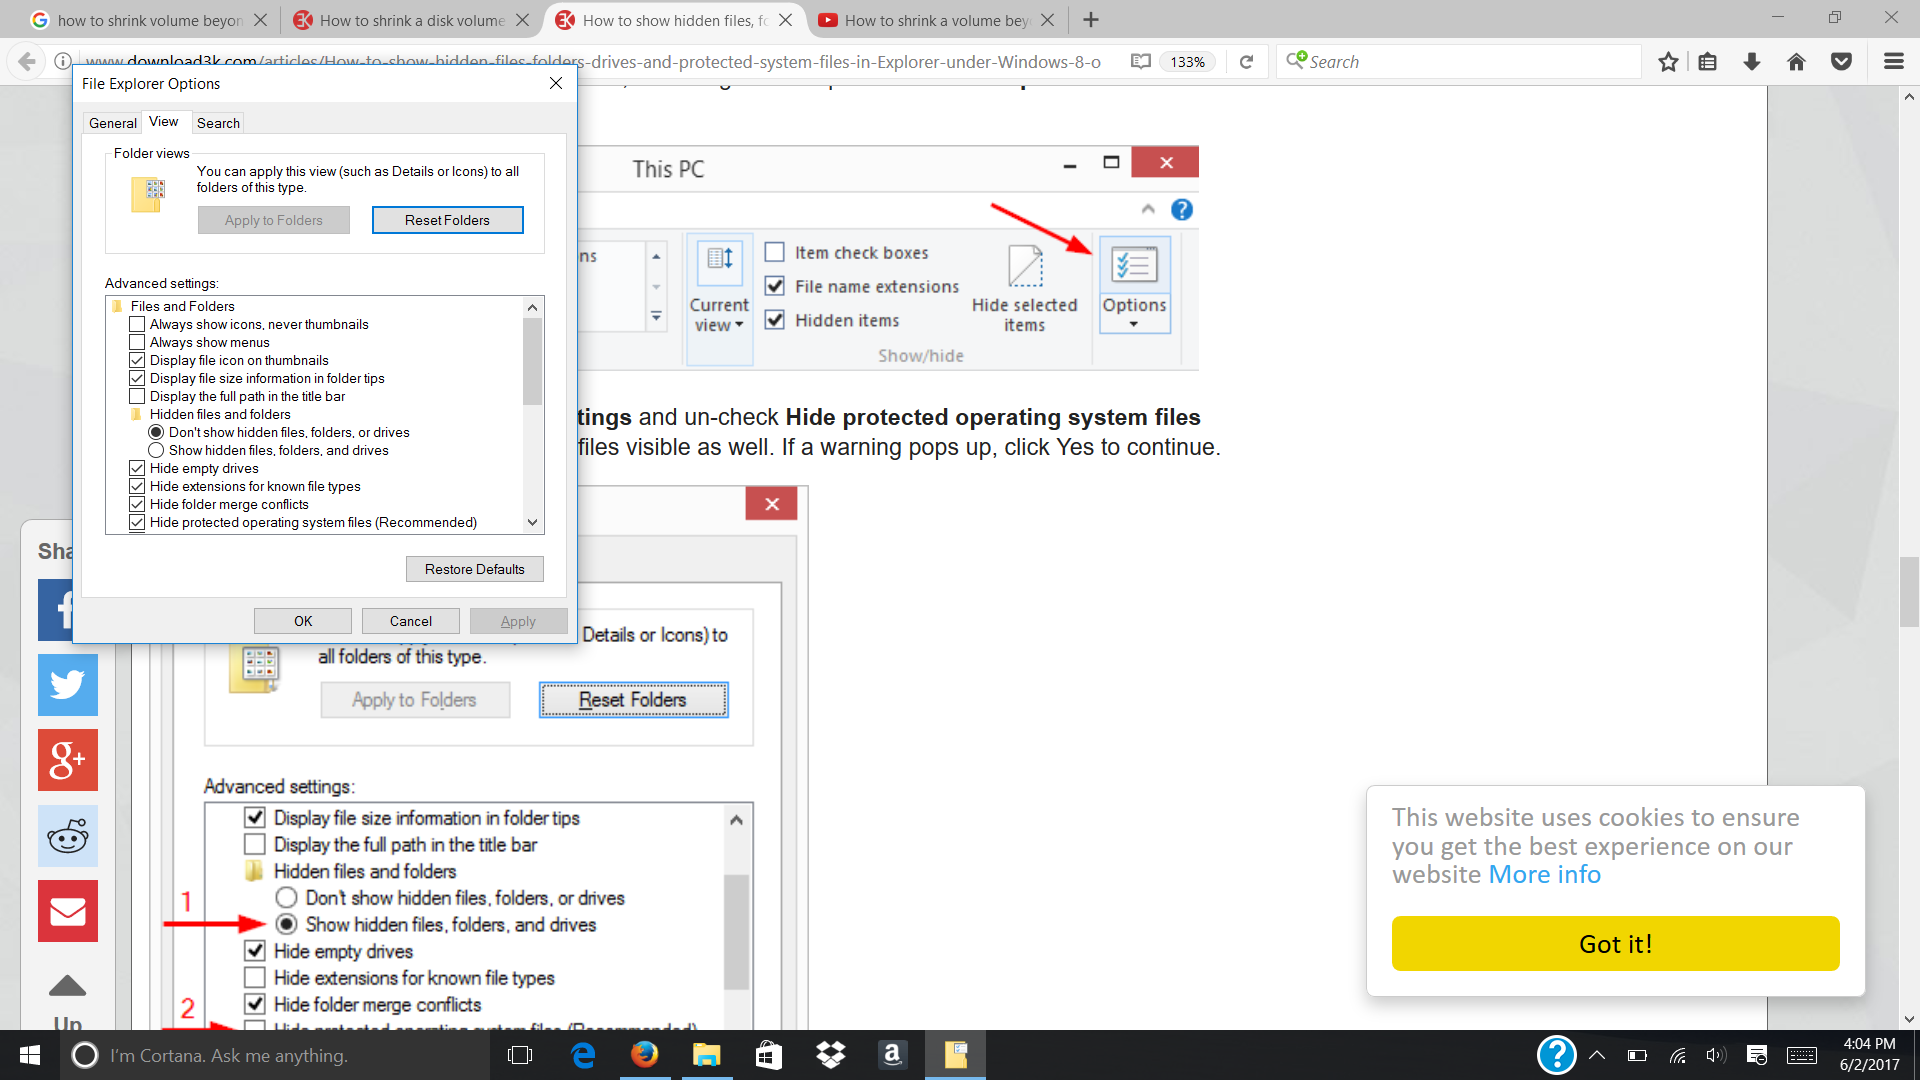 how to shrink volume beyon
How to shrink a disk volume
How to show hidden files, fo
How to shrink a volume bey
www.download3k.com/articles/How-to-show-hidden-files-folders-drives-and-protected-system-files-in-Explorer-under-Windows-8-o
133%
Search
File Explorer Options
General
View
Search
Folder views
You can apply this view (such as Details or Icons) to all
folders of this type.
Apply to Folders
Reset Folders
Advanced settings:
Files and Folders
Always show icons, never thumbnails
Always show menus
Display file icon on thumbnails
Display file size information in folder tips
Display the full path in the title bar
Hidden files and folders
Don't show hidden files, folders, or drives
Show hidden files, folders, and drives
Hide empty drives
Hide extensions for known file types
Hide folder merge conflicts
Hide protected operating system files (Recommended)
Restore Defaults
OK
Cancel
Apply
This PC
ns
Current
view
Item check boxes
File name extensions
Hidden items
Hide selected
items
Options
Show/hide
tings and un-check Hide protected operating system files
files visible as well. If a warning pops up, click Yes to continue.
Details or Icons) to
all folders of this type.
Apply to Folders
Reset Folders
Advanced settings:
Display file size information in folder tips
Display the full path in the title bar
Hidden files and folders
Don't show hidden files, folders, or drives
1
Show hidden files, folders, and drives
Hide empty drives
Hide extensions for known file types
Hide folder merge conflicts
2
Hide protected operating system files (Recommended)
Sha
f
g+
Up
This website uses cookies to ensure
you get the best experience on our
website More info
Got it!
I'm Cortana. Ask me anything.
4:04 PM
6/2/2017